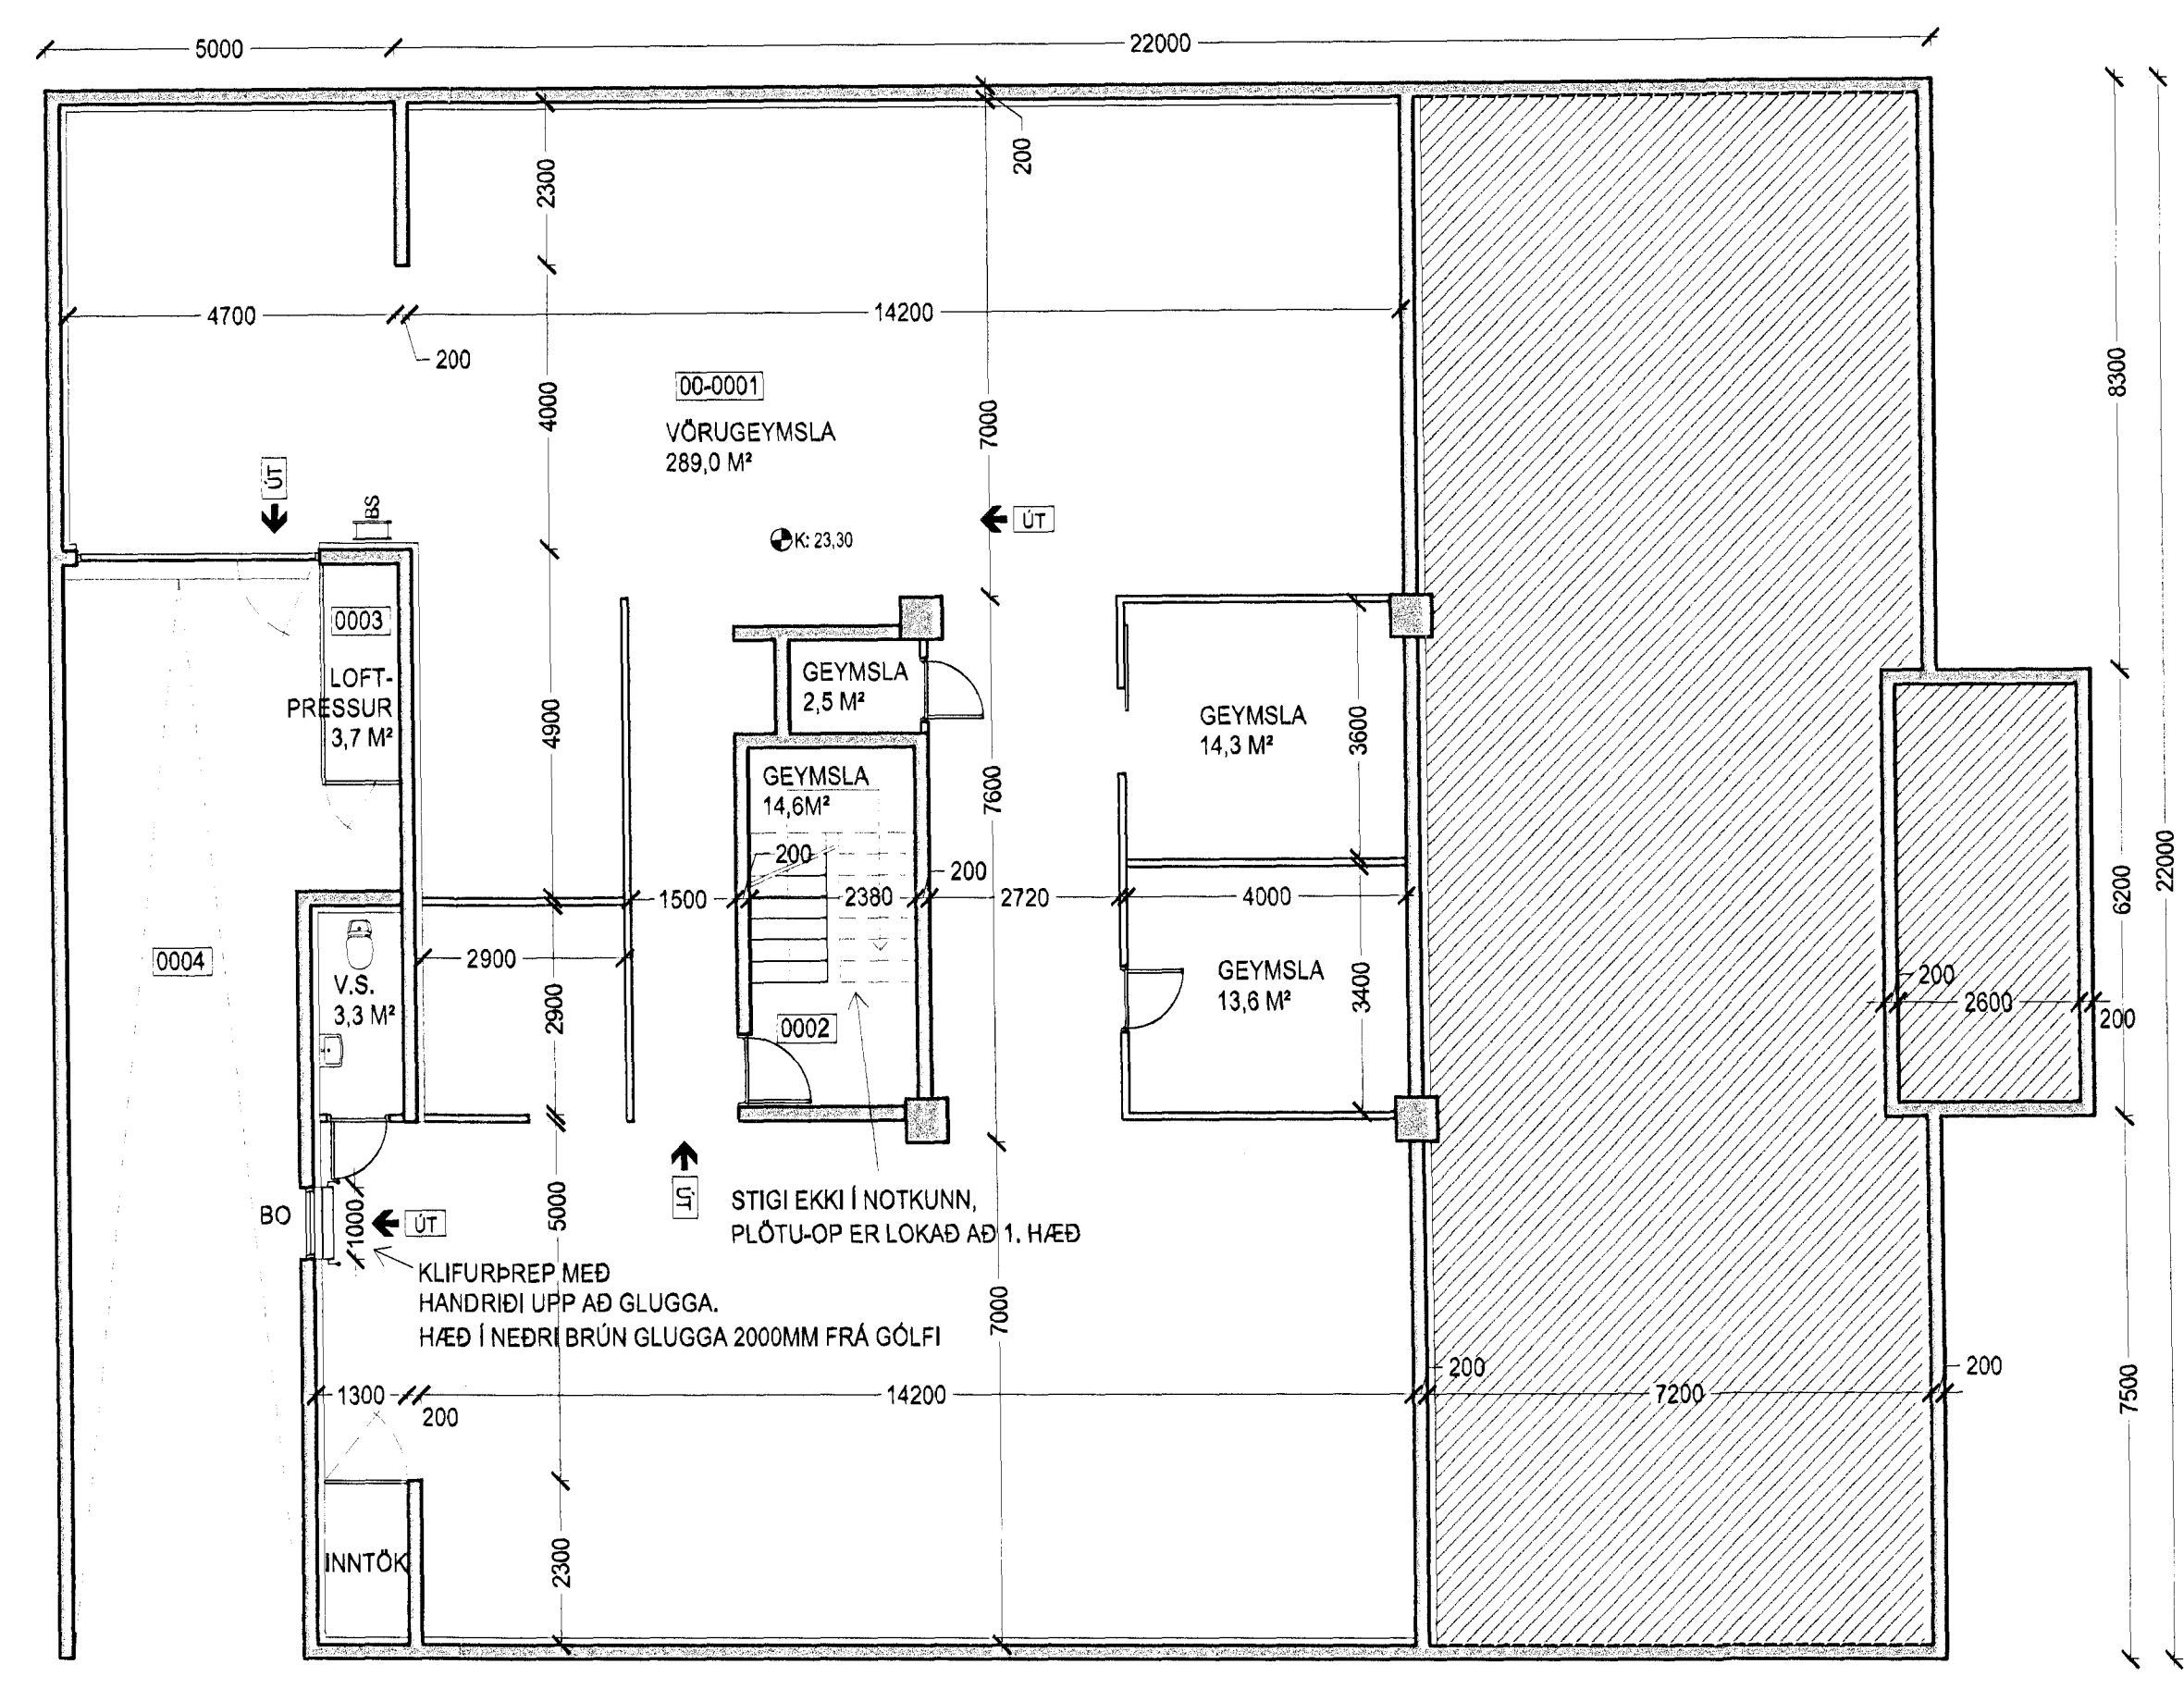 5000
22000
200
2300
4700
14200
200
00-0001
4000
8300
7000
VÖRUGEYMSLA
289,0 M²
ÚT
BS
ÚT
K: 23,30
0003
LOFT-
PRESSUR
3,7 M²
4900
GEYMSLA
2,5 M²
GEYMSLA
14,3 M²
3600
GEYMSLA
14,6M²
7600
200
200
1500
2380
2720
4000
6200
22000
0004
2900
V.S.
3,3 M²
2900
GEYMSLA
13,6 M²
3400
200
2600
200
0002
BO
1000
ÚT
5000
ÚT
STIGI EKKI Í NOTKUNN,
PLÖTU-OP ER LOKAÐ AÐ 1. HÆÐ
KLIFURÞREP MEÐ
HANDRIÐI UPP AÐ GLUGGA.
HÆÐ Í NEÐRI BRÚN GLUGGA 2000MM FRÁ GÓLFI
7000
200
200
1300
14200
7200
7500
200
INNTÖK
2300